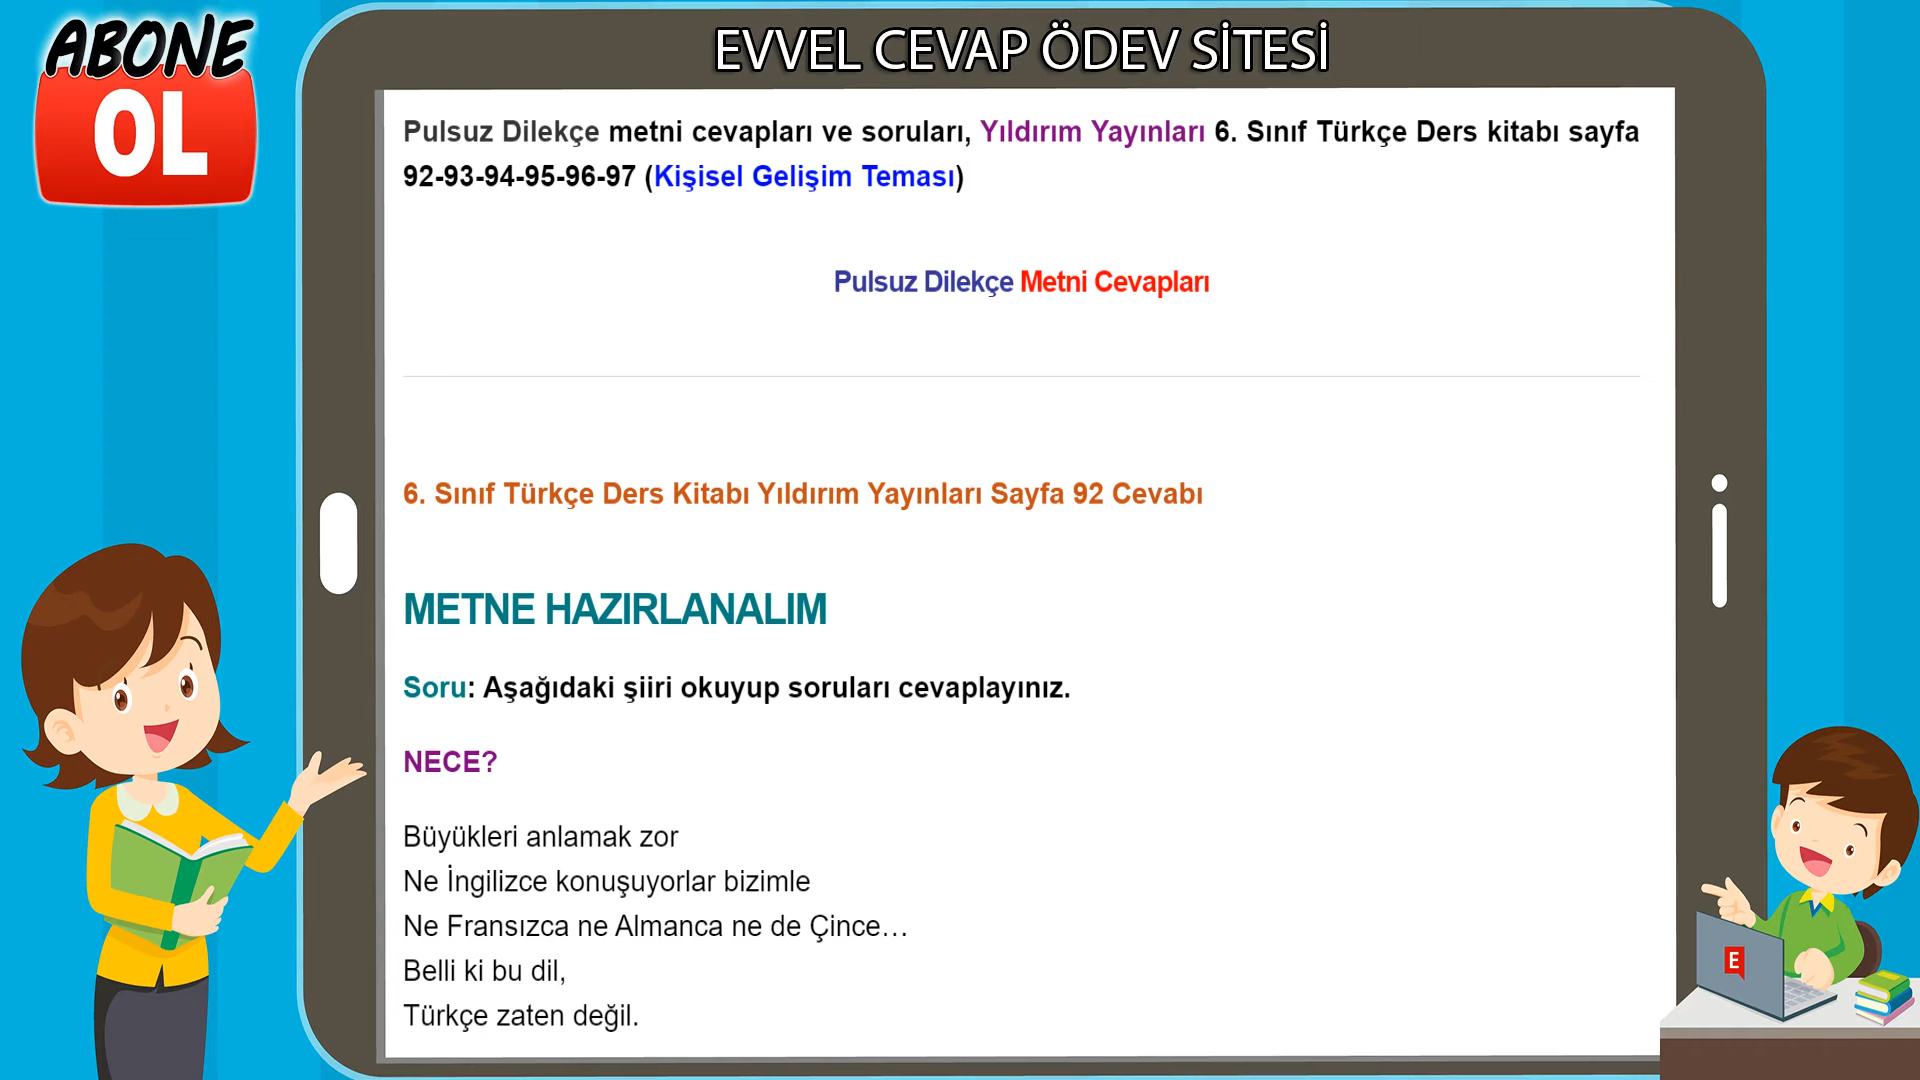 ABONE
OL
EVVEL CEVAP ÖDEV SİTESİ
Pulsuz Dilekçe metni cevapları ve soruları, Yıldırım Yayınları 6. Sınıf Türkçe Ders kitabı sayfa
92-93-94-95-96-97 (Kişisel Gelişim Teması)
Pulsuz Dilekçe Metni Cevapları
6. Sınıf Türkçe Ders Kitabı Yıldırım Yayınları Sayfa 92 Cevabı
METNE HAZIRLANALIM
Soru: Aşağıdaki şiiri okuyup soruları cevaplayınız.
NECE?
Büyükleri anlamak zor
Ne İngilizce konuşuyorlar bizimle
Ne Fransızca ne Almanca ne de Çince…
Belli ki bu dil,
Türkçe zaten değil.
E